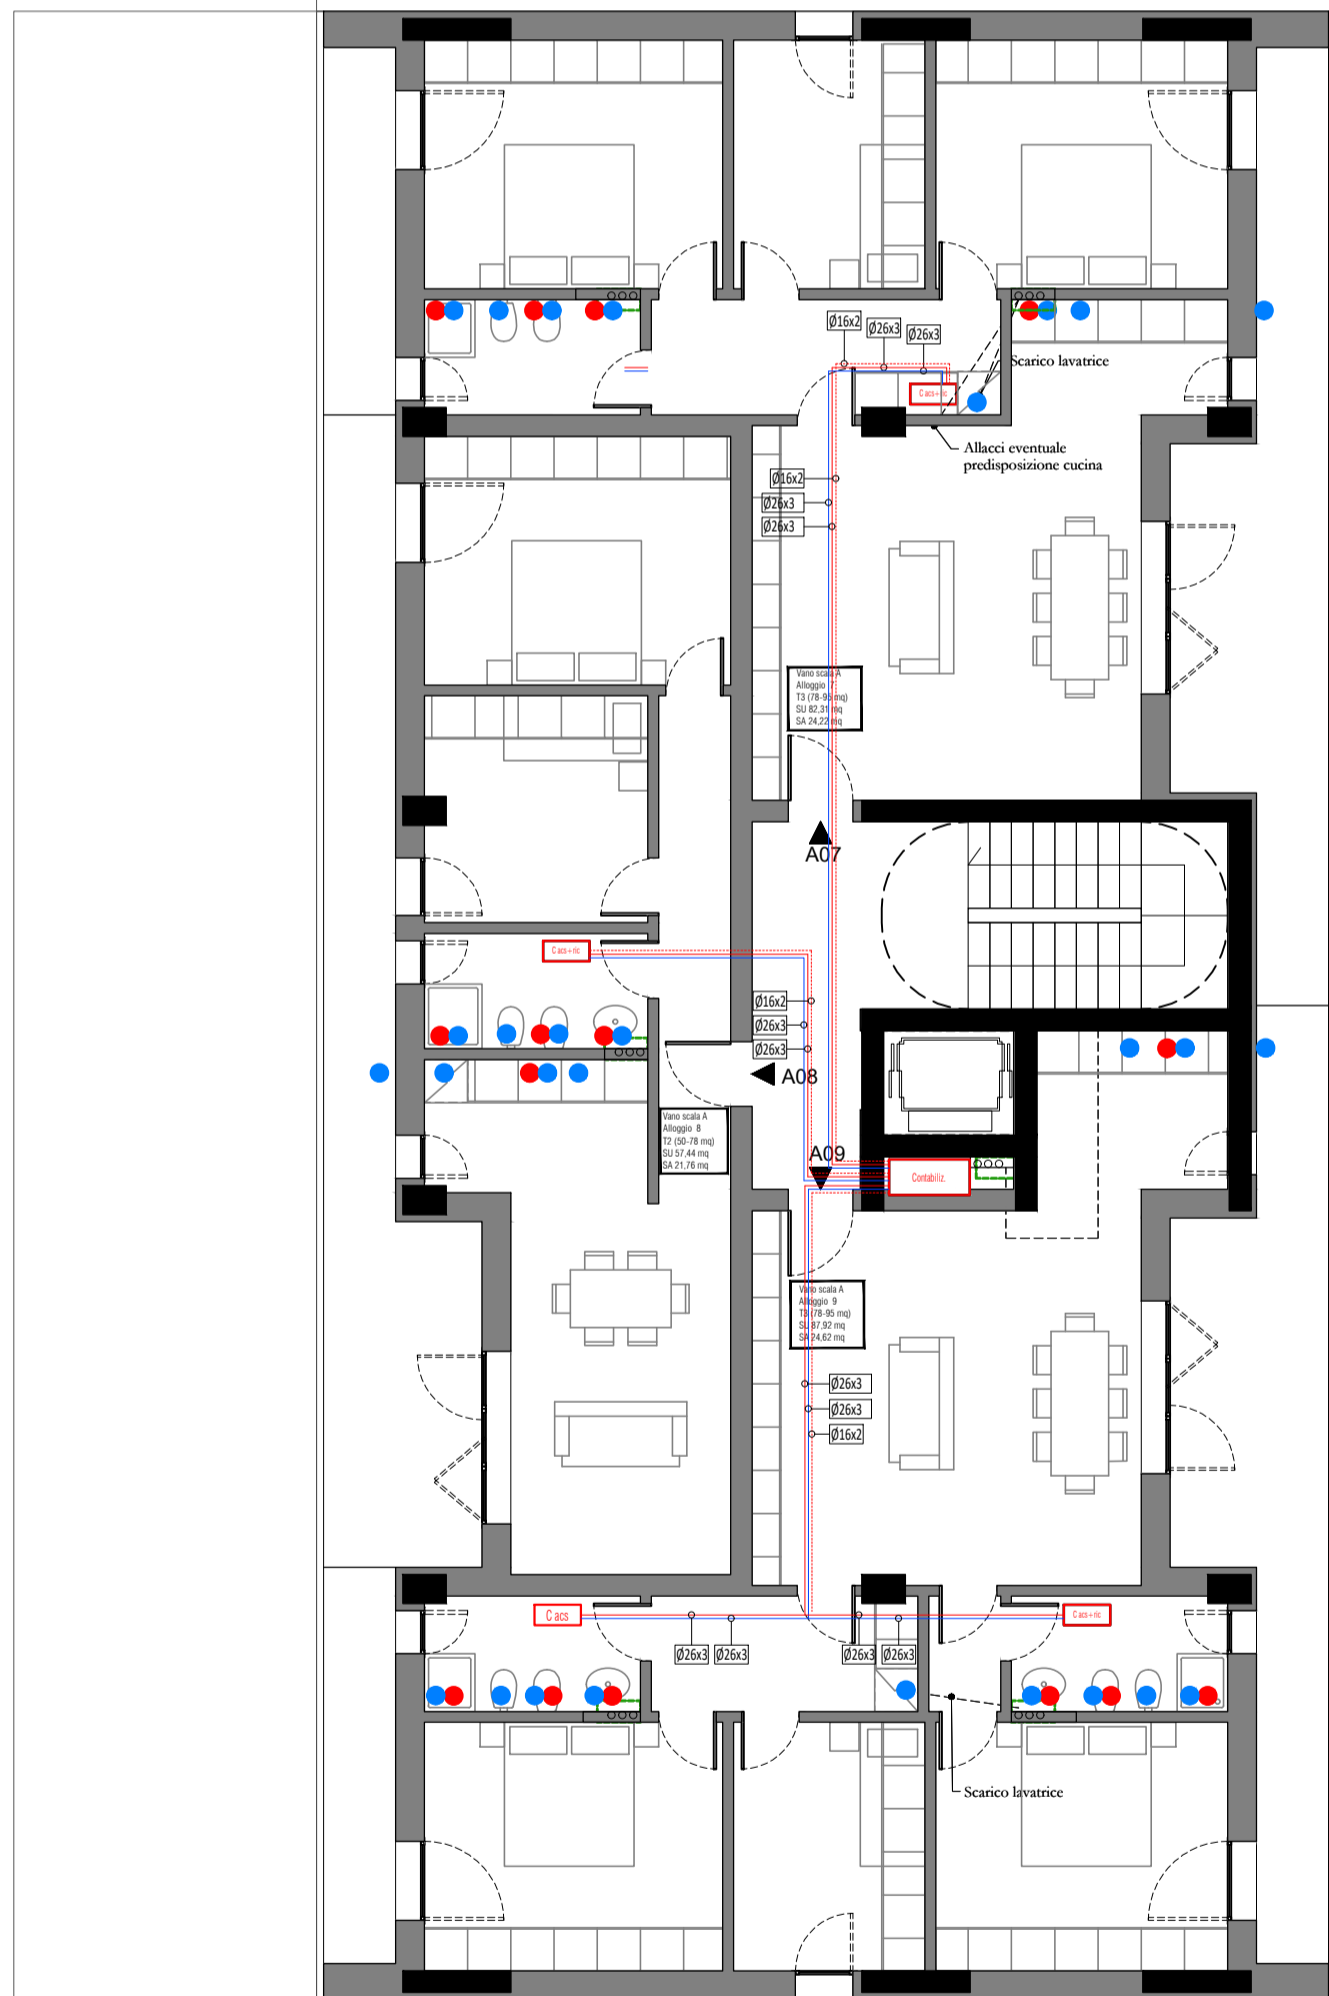 Ø16x2
Ø26x3
Ø26x3
Scarico lavatrice
C acs+ric
Allacci eventuale
predisposizione cucina
Ø16x2
Ø26x3
Ø26x3
Vano scala A
Alloggio 7
T3 (78-95 mq)
SU 82,31 mq
SA 24,22 mq
A07
C acs+ric
Ø16x2
Ø26x3
Ø26x3
A08
Vano scala A
Alloggio 8
T2 (50-78 mq)
SU 57,44 mq
SA 21,76 mq
A09
Contabiliz.
Vano scala A
Alloggio 9
T3 (78-95 mq)
SU 87,92 mq
SA 24,62 mq
Ø26x3
Ø26x3
Ø16x2
C acs
C acs+ric
Ø26x3
Ø26x3
Ø26x3
Ø26x3
Scarico lavatrice